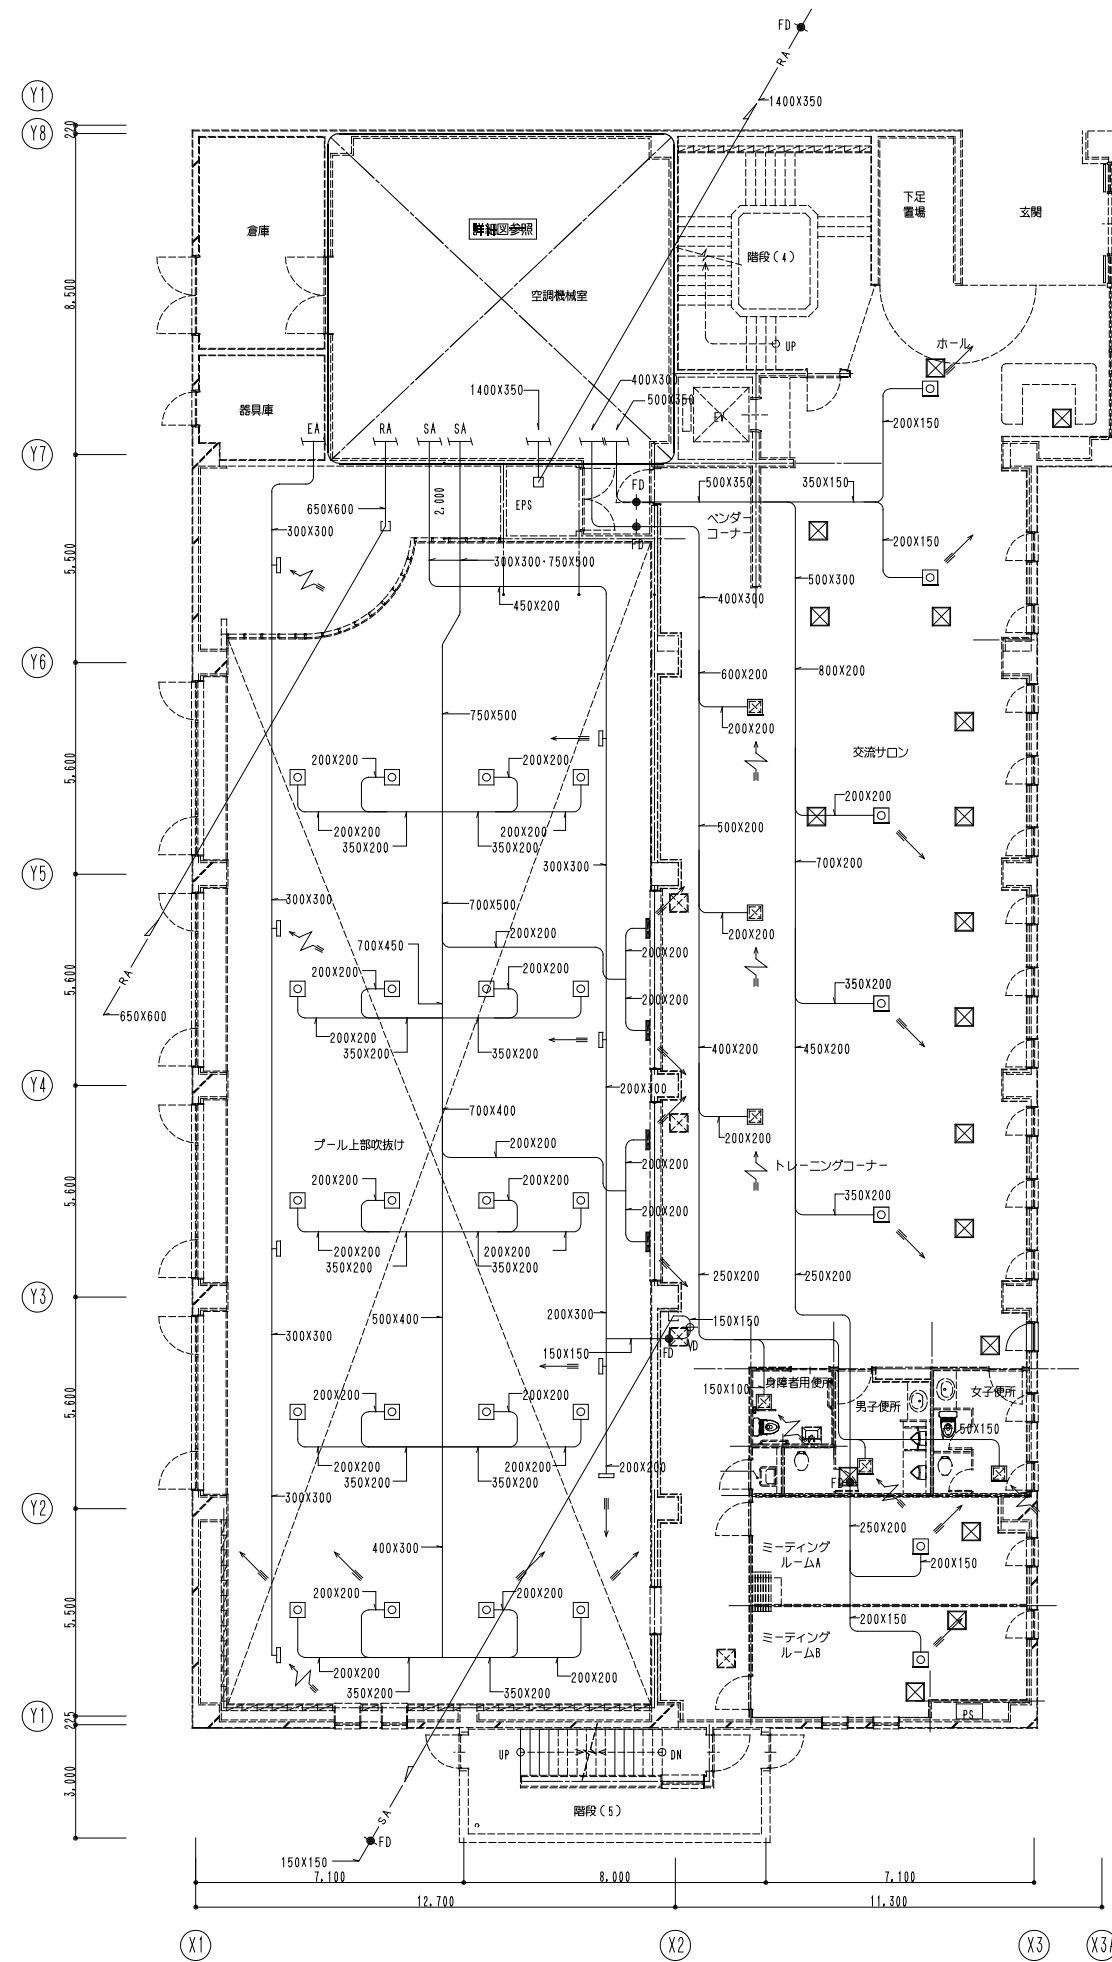 FD
RA
1400X350
Y1
220
Y8
倉庫
詳細図参照
空調機械室
階段(4)
下足
置場
玄関
8,500
UP
ホール
器具庫
1400X350
400X300
500X350
EV
EA
RA
SA
SA
200X150
Y7
2,000
650X600
EPS
FD
FD
500X350
350X150
ベンダー
コーナー
300X300
5,500
300X300・750X500
450X200
200X150
500X300
400X300
Y6
600X200
800X200
750X500
200X200
交流サロン
5,600
200X200
200X200
200X200
200X200
200X200
350X200
350X200
500X200
300X300
700X200
Y5
300X300
700X500
200X200
200X200
700X450
200X200
5,600
RA
200X200
200X200
200X200
350X200
650X600
200X200
350X200
350X200
400X200
450X200
Y4
200X300
700X400
200X200
200X200
プール上部吹抜け
200X200
トレーニングコーナー
5,600
200X200
200X200
200X200
350X200
200X200
200X200
350X200
350X200
250X200
250X200
Y3
500X400
200X300
150X150
300X300
150X150
FD
VD
5,600
200X200
200X200
150X100
身障者用便所
男子便所
女子便所
150X150
200X200
200X200
200X200
350X200
350X200
FD
300X300
Y2
400X300
250X200
ミーティング
ルームA
200X150
5,500
200X200
200X200
200X150
ミーティング
ルームB
200X200
200X200
350X200
350X200
Y1
225
PS
UP
DN
3,000
階段(5)
SA
FD
150X150
7,100
8,000
7,100
12,700
11,300
X1
X2
X3